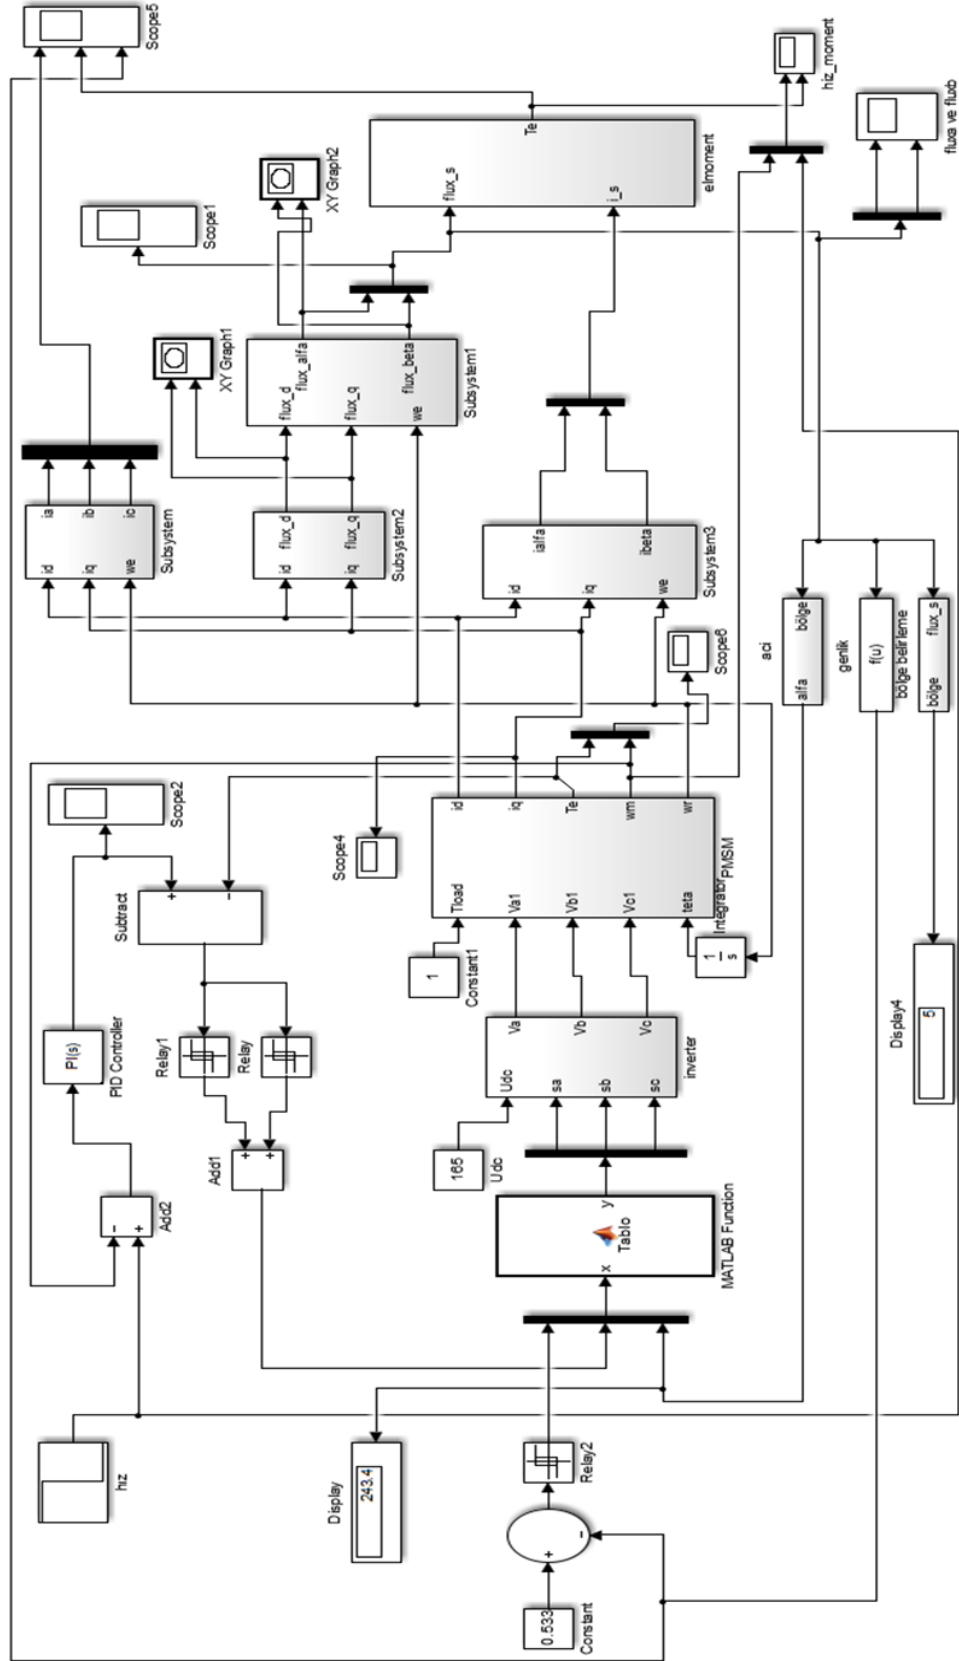 hız
Add2
-
+
PI(s)
PID Controller
Scope2
id
iq
we
ia
ib
ic
Subsystem
Scope5
Add1
+
+
Relay1
Relay
Subtract
+
-
XY Graph1
Scope1
id
iq
flux_d
flux_q
Subsystem2
flux_d
flux_q
we
flux_alfa
flux_beta
Subsystem1
XY Graph2
Display
243.4
Scope4
165
Udc
1
Constant1
0.533
Constant
+
-
Relay2
x
Tablo
y
MATLAB Function
Udc
sa
sb
sc
Va
Vb
Vc
inverter
1
s
Integrator
Tload
Va1
Vb1
Vc1
teta
id
iq
Te
wm
wr
PMSM
id
iq
we
ialfa
ibeta
Subsystem3
flux_s
i_s
Te
elmoment
Scope6
hiz_moment
aci
alfa
bölge
genlik
f(u)
bölge belirleme
bölge
flux_s
Display4
5
fluxa ve fluxb